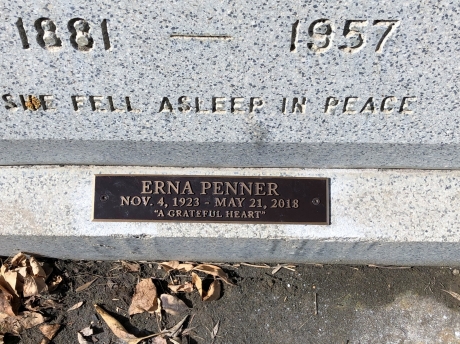 1881 — 1957
SHE FELL ASLEEP IN PEACE
ERNA PENNER
NOV. 4, 1923 - MAY 21, 2018
"A GRATEFUL HEART"